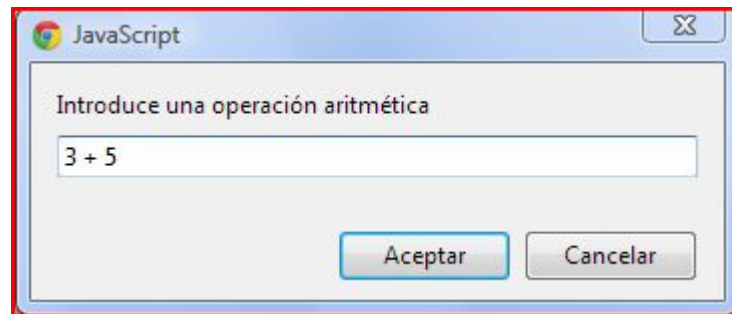 JavaScript
Introduce una operación aritmética
3 + 5
Aceptar Cancelar